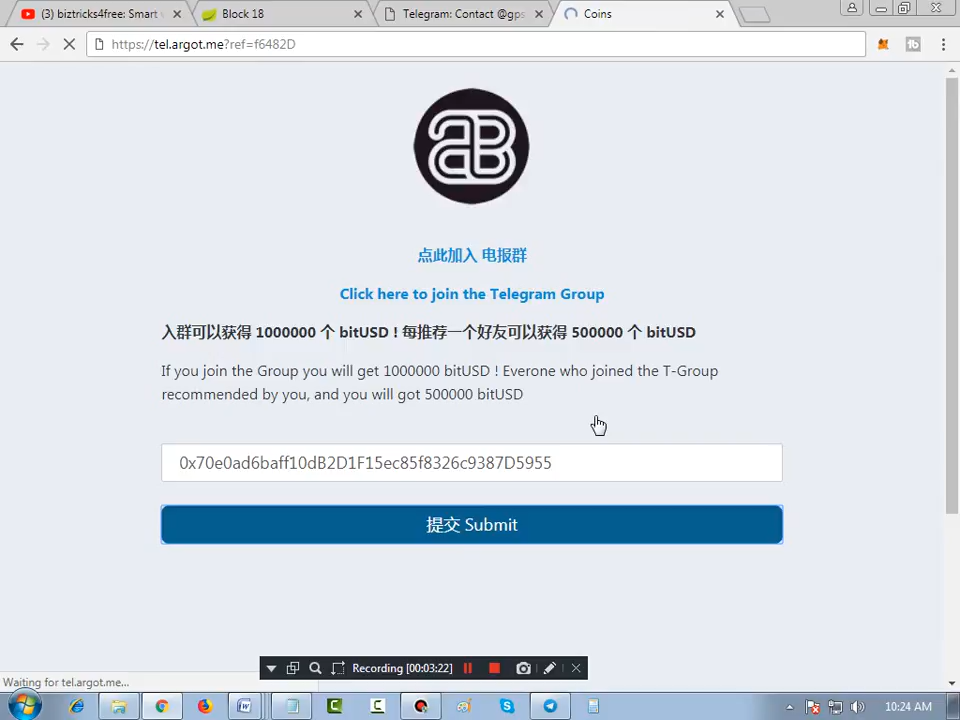 (3) biztricks4free: Smart
Block 18
Telegram: Contact @gps
Coins
https://tel.argot.me?ref=f6482D
点此加入 电报群
Click here to join the Telegram Group
入群可以获得 1000000 个 bitUSD ! 每推荐一个好友可以获得 500000 个 bitUSD
If you join the Group you will get 1000000 bitUSD ! Everone who joined the T-Group
recommended by you, and you will got 500000 bitUSD
0x70e0ad6baff10dB2D1F15ec85f8326c9387D5955
提交 Submit
Recording [00:03:22]
Waiting for tel.argot.me...
10:24 AM